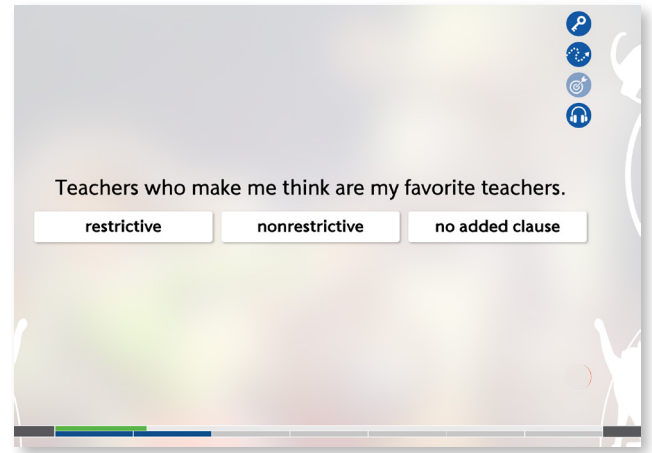 Teachers who make me think are my favorite teachers.
restrictive
nonrestrictive
no added clause